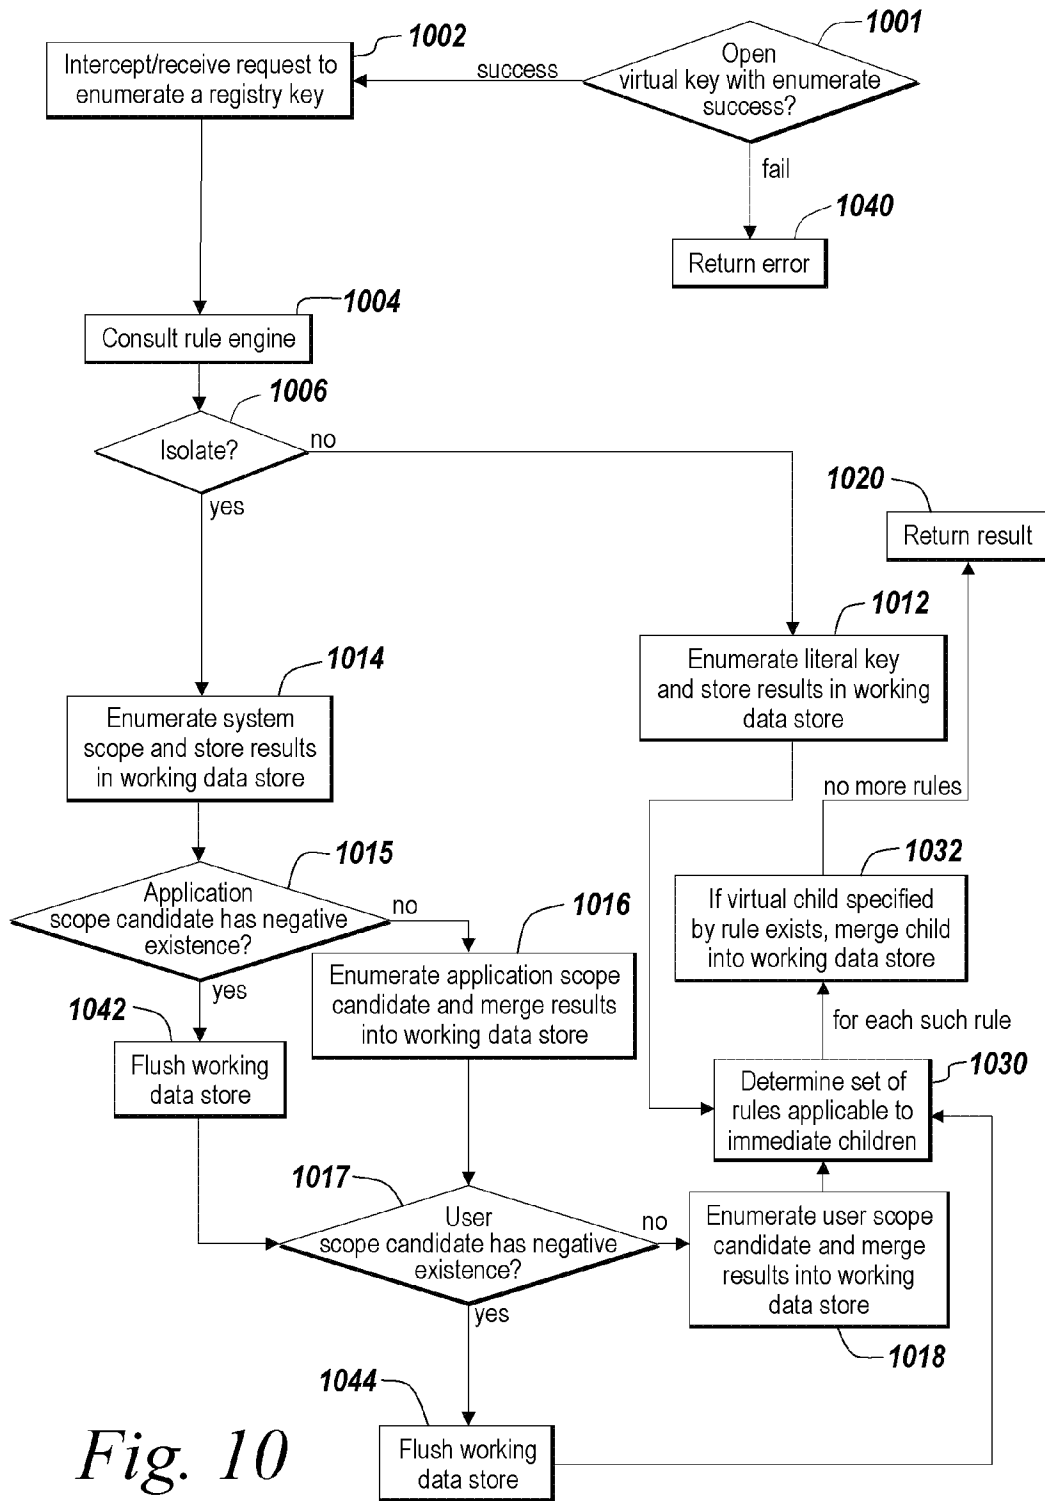 1002
Intercept/receive request to
enumerate a registry key
success
1001
Open
virtual key with enumerate
success?
fail
1040
Return error
1004
Consult rule engine
1006
Isolate?
no
yes
1020
Return result
1012
Enumerate literal key
and store results in working
data store
1014
Enumerate system
scope and store results
in working data store
no more rules
1015
Application
scope candidate has negative
existence?
no
yes
1016
Enumerate application scope
candidate and merge results
into working data store
1032
If virtual child specified
by rule exists, merge child
into working data store
for each such rule
1042
Flush working
data store
1030
Determine set of
rules applicable to
immediate children
1017
User
scope candidate has negative
existence?
no
yes
Enumerate user scope
candidate and merge
results into working
data store
1018
1044
Flush working
data store
Fig. 10